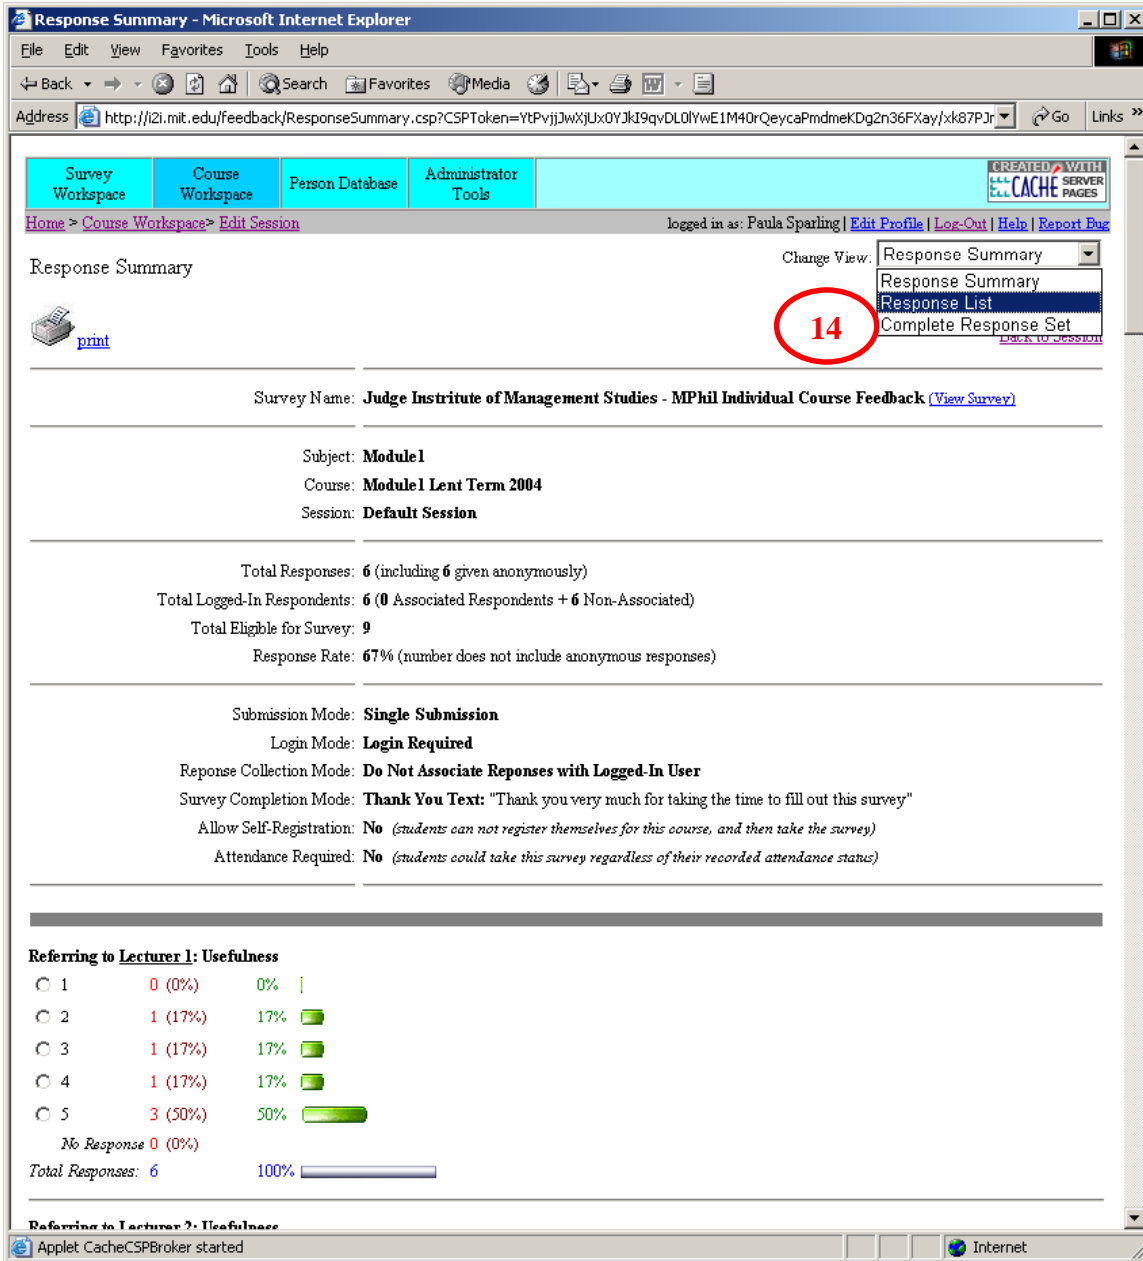 Response Summary - Microsoft Internet Explorer
File Edit View Favorites Tools Help
Back Search Favorites Media
Address http://i2i.mit.edu/feedback/ResponseSummary.csp?CSPToken= Go Links »
Survey Workspace Course Workspace Person Database Administrator Tools CREATED WITH CACHE SERVER PAGES
Home > Course Workspace> Edit Session logged in as: Paula Sparling | Edit Profile | Log-Out | Help | Report Bug
Response Summary Change View: Response Summary
Response Summary
Response List
14 Complete Response Set
print Back to Session
Survey Name: Judge Instritute of Management Studies - MPhil Individual Course Feedback (View Survey)
Subject: Module1
Course: Module1 Lent Term 2004
Session: Default Session
Total Responses: 6 (including 6 given anonymously)
Total Logged-In Respondents: 6 (0 Associated Respondents + 6 Non-Associated)
Total Eligible for Survey: 9
Response Rate: 67% (number does not include anonymous responses)
Submission Mode: Single Submission
Login Mode: Login Required
Reponse Collection Mode: Do Not Associate Reponses with Logged-In User
Survey Completion Mode: Thank You Text: "Thank you very much for taking the time to fill out this survey"
Allow Self-Registration: No (students can not register themselves for this course, and then take the survey)
Attendance Required: No (students could take this survey regardless of their recorded attendance status)
Referring to Lecturer 1: Usefulness
1 0 (0%) 0%
2 1 (17%) 17%
3 1 (17%) 17%
4 1 (17%) 17%
5 3 (50%) 50%
No Response 0 (0%)
Total Responses: 6 100%
Referring to Lecturer 2: Usefulness
Applet CacheCSPBroker started Internet